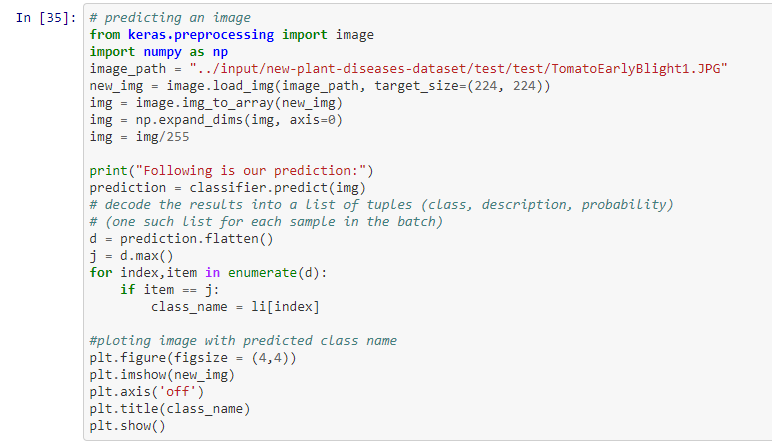 In [35]: # predicting an image
from keras.preprocessing import image
import numpy as np
image_path = "../input/new-plant-diseases-dataset/test/test/TomatoEarlyBlight1.JPG"
new_img = image.load_img(image_path, target_size=(224, 224))
img = image.img_to_array(new_img)
img = np.expand_dims(img, axis=0)
img = img/255

print("Following is our prediction:")
prediction = classifier.predict(img)
# decode the results into a list of tuples (class, description, probability)
# (one such list for each sample in the batch)
d = prediction.flatten()
j = d.max()
for index,item in enumerate(d):
    if item == j:
        class_name = li[index]

#ploting image with predicted class name
plt.figure(figsize = (4,4))
plt.imshow(new_img)
plt.axis('off')
plt.title(class_name)
plt.show()